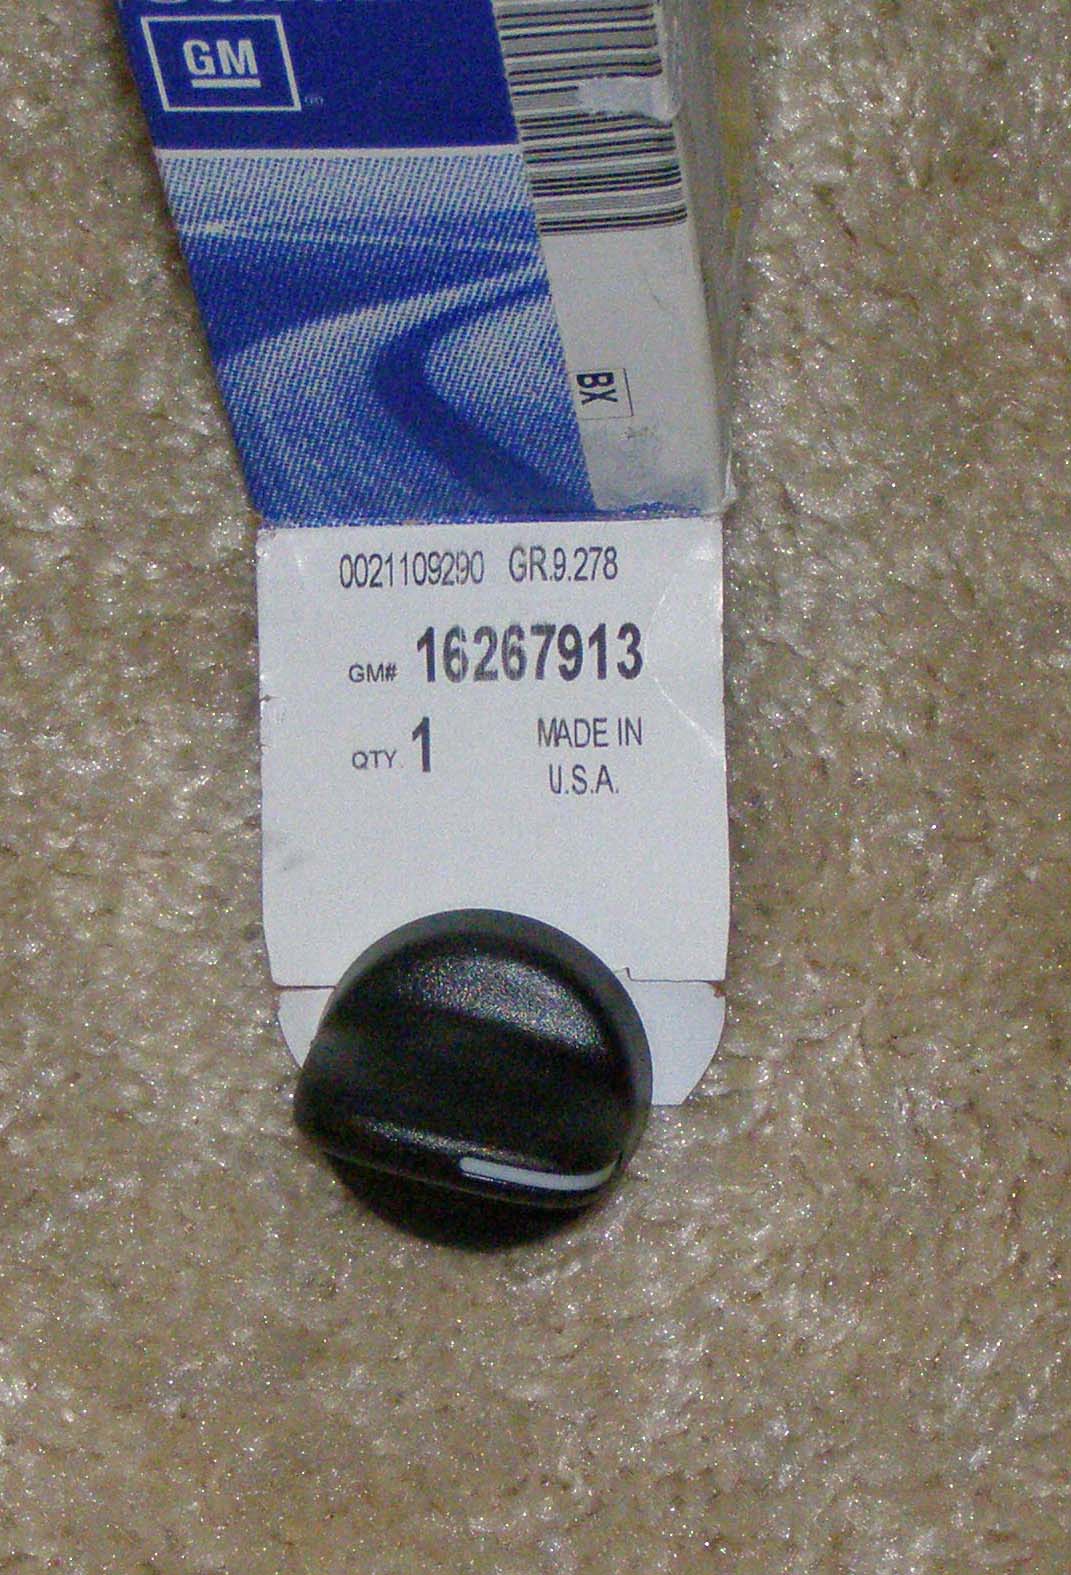 GM
BX
0021109290 GR.9.278
GM# 16267913
QTY. 1 MADE IN
U.S.A.